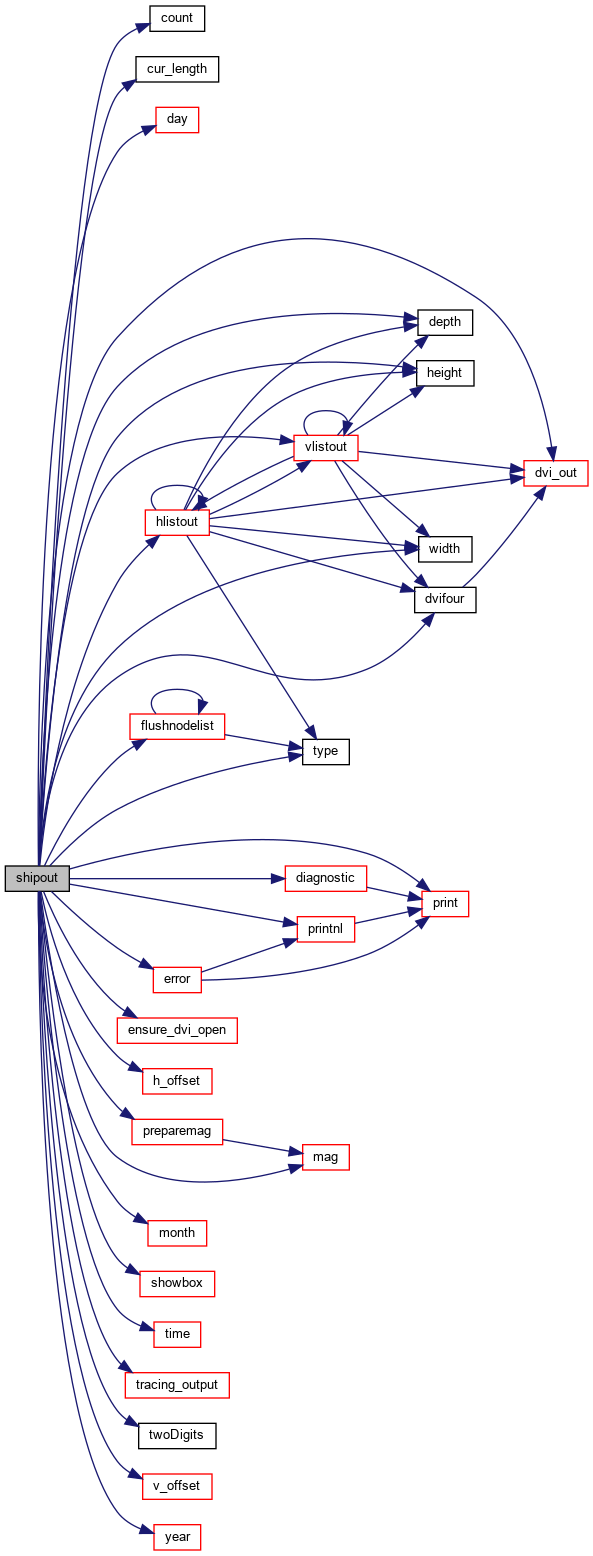 count
cur_length
day
depth
height
vlistout
dvi_out
hlistout
width
dvifour
flushnodelist
type
shipout
diagnostic
print
printnl
error
ensure_dvi_open
h_offset
preparemag
mag
month
showbox
time
tracing_output
twoDigits
v_offset
year